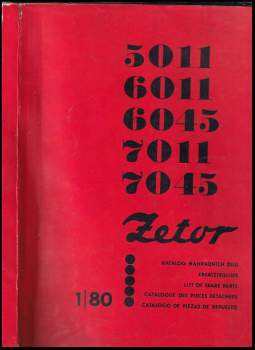 5011
6011
6045
7011
7045
Zetor
KATALOG NÁHRADNÍCH DÍLŮ
ERSATZTEILLISTE
LIST OF SPARE PARTS
CATALOGUE DES PIÈCES DÉTACHÉES
CATALOGO DE PIEZAS DE REPUESTO
1|80